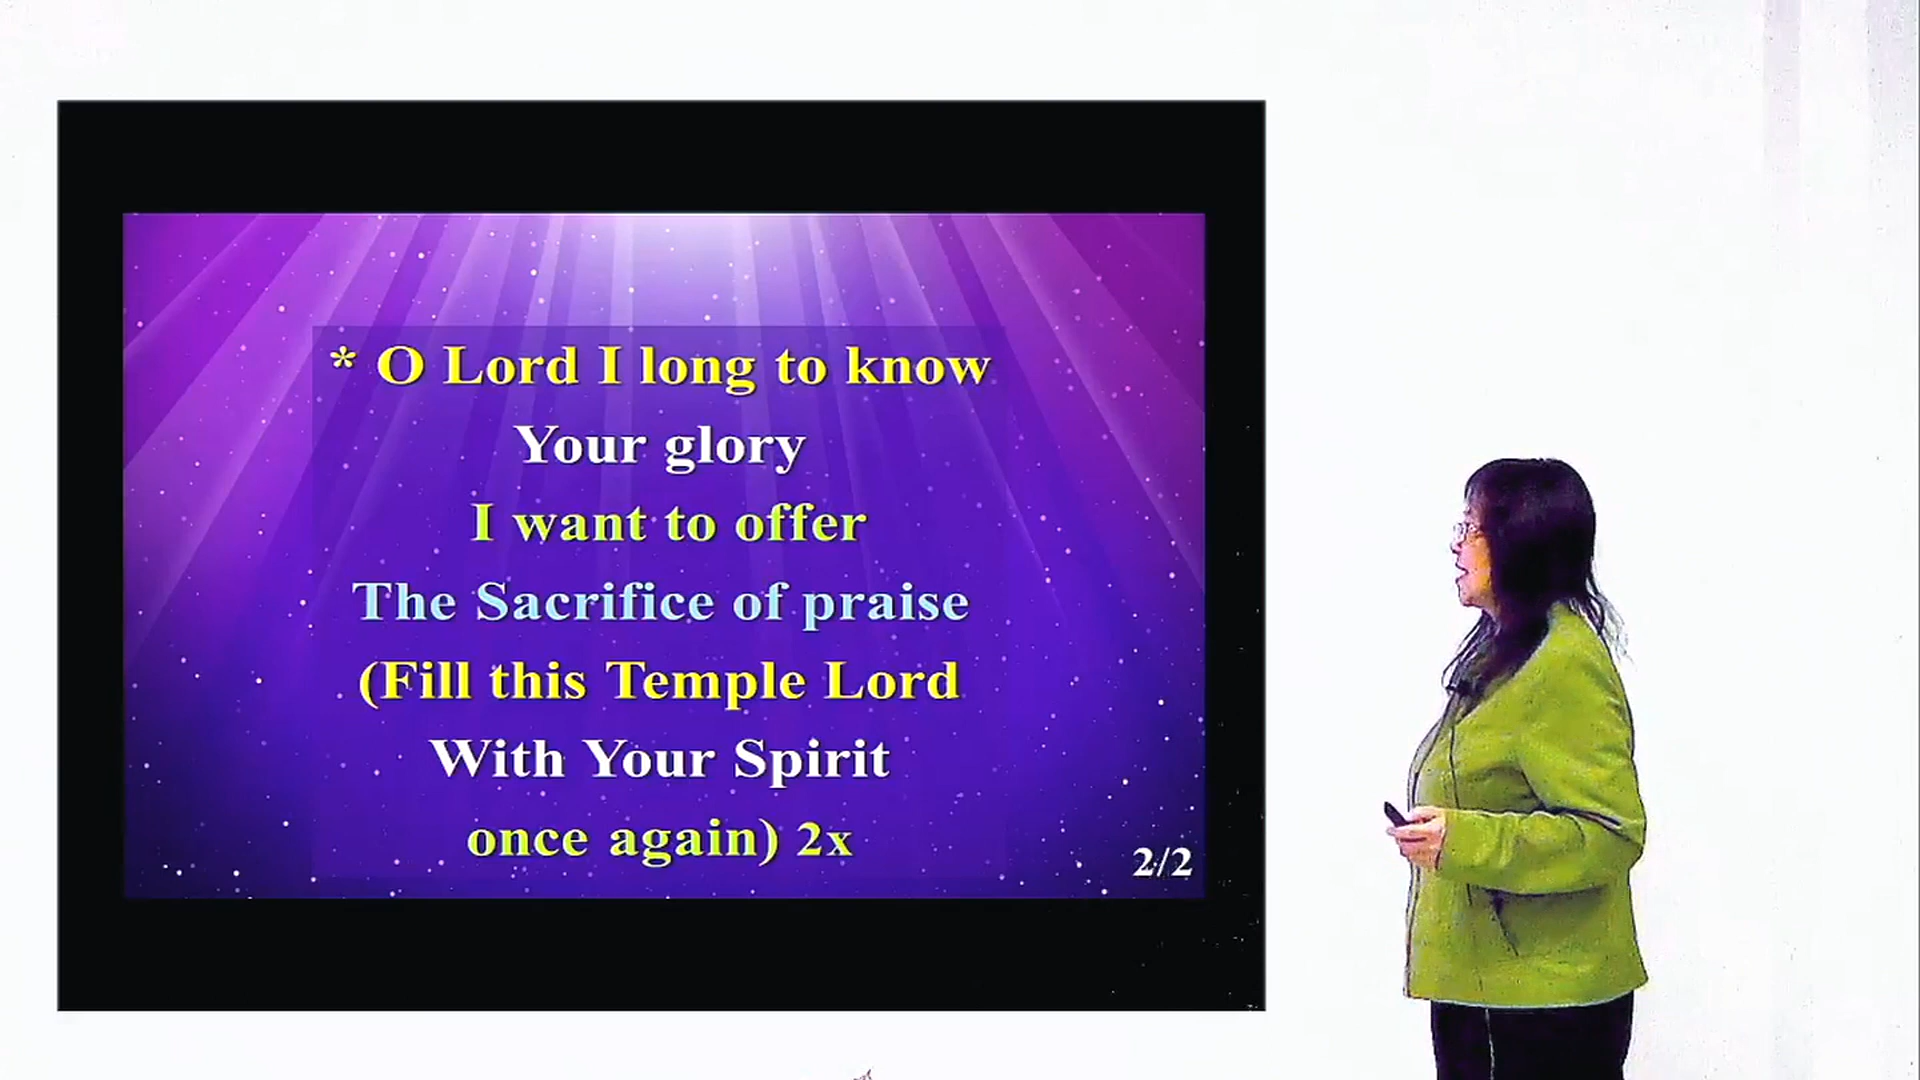 * O Lord I long to know
Your glory
I want to offer
The Sacrifice of praise
(Fill this Temple Lord
With Your Spirit
once again) 2x
2/2